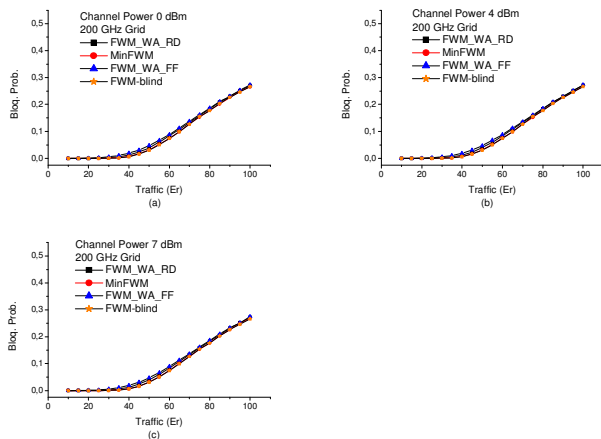 Channel Power 0 dBm
200 GHz Grid
FWM_WA_RD
MinFWM
FWM_WA_FF
FWM-blind
Bloq. Prob.
0,5
0,4
0,3
0,2
0,1
0,0
0 20 40 60 80 100
Traffic (Er)
(a)
Channel Power 4 dBm
200 GHz Grid
FWM_WA_RD
MinFWM
FWM_WA_FF
FWM-blind
Bloq. Prob.
0,5
0,4
0,3
0,2
0,1
0,0
0 20 40 60 80 100
Traffic (Er)
(b)
Channel Power 7 dBm
200 GHz Grid
FWM_WA_RD
MinFWM
FWM_WA_FF
FWM-blind
Bloq. Prob.
0,5
0,4
0,3
0,2
0,1
0,0
0 20 40 60 80 100
Traffic (Er)
(c)